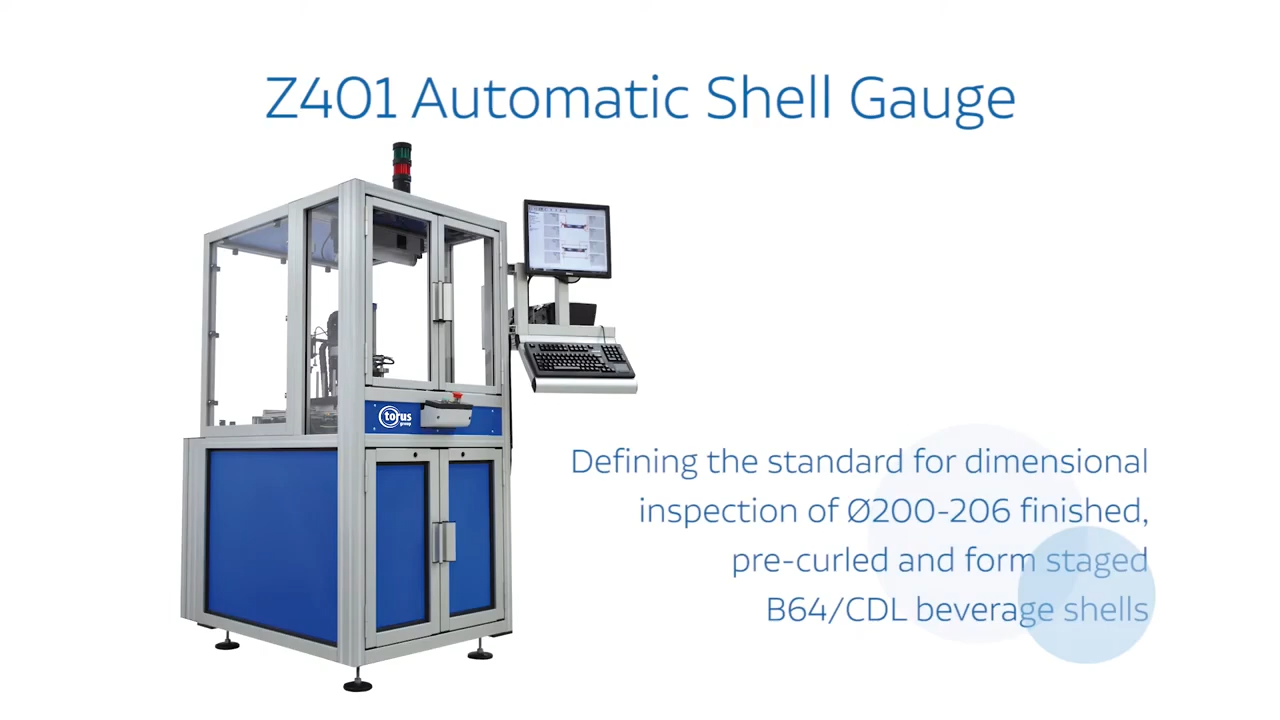 Z401 Automatic Shell Gauge
torus
group
Defining the standard for dimensional
inspection of Ø200-206 finished,
pre-curled and form staged
B64/CDL beverage shells